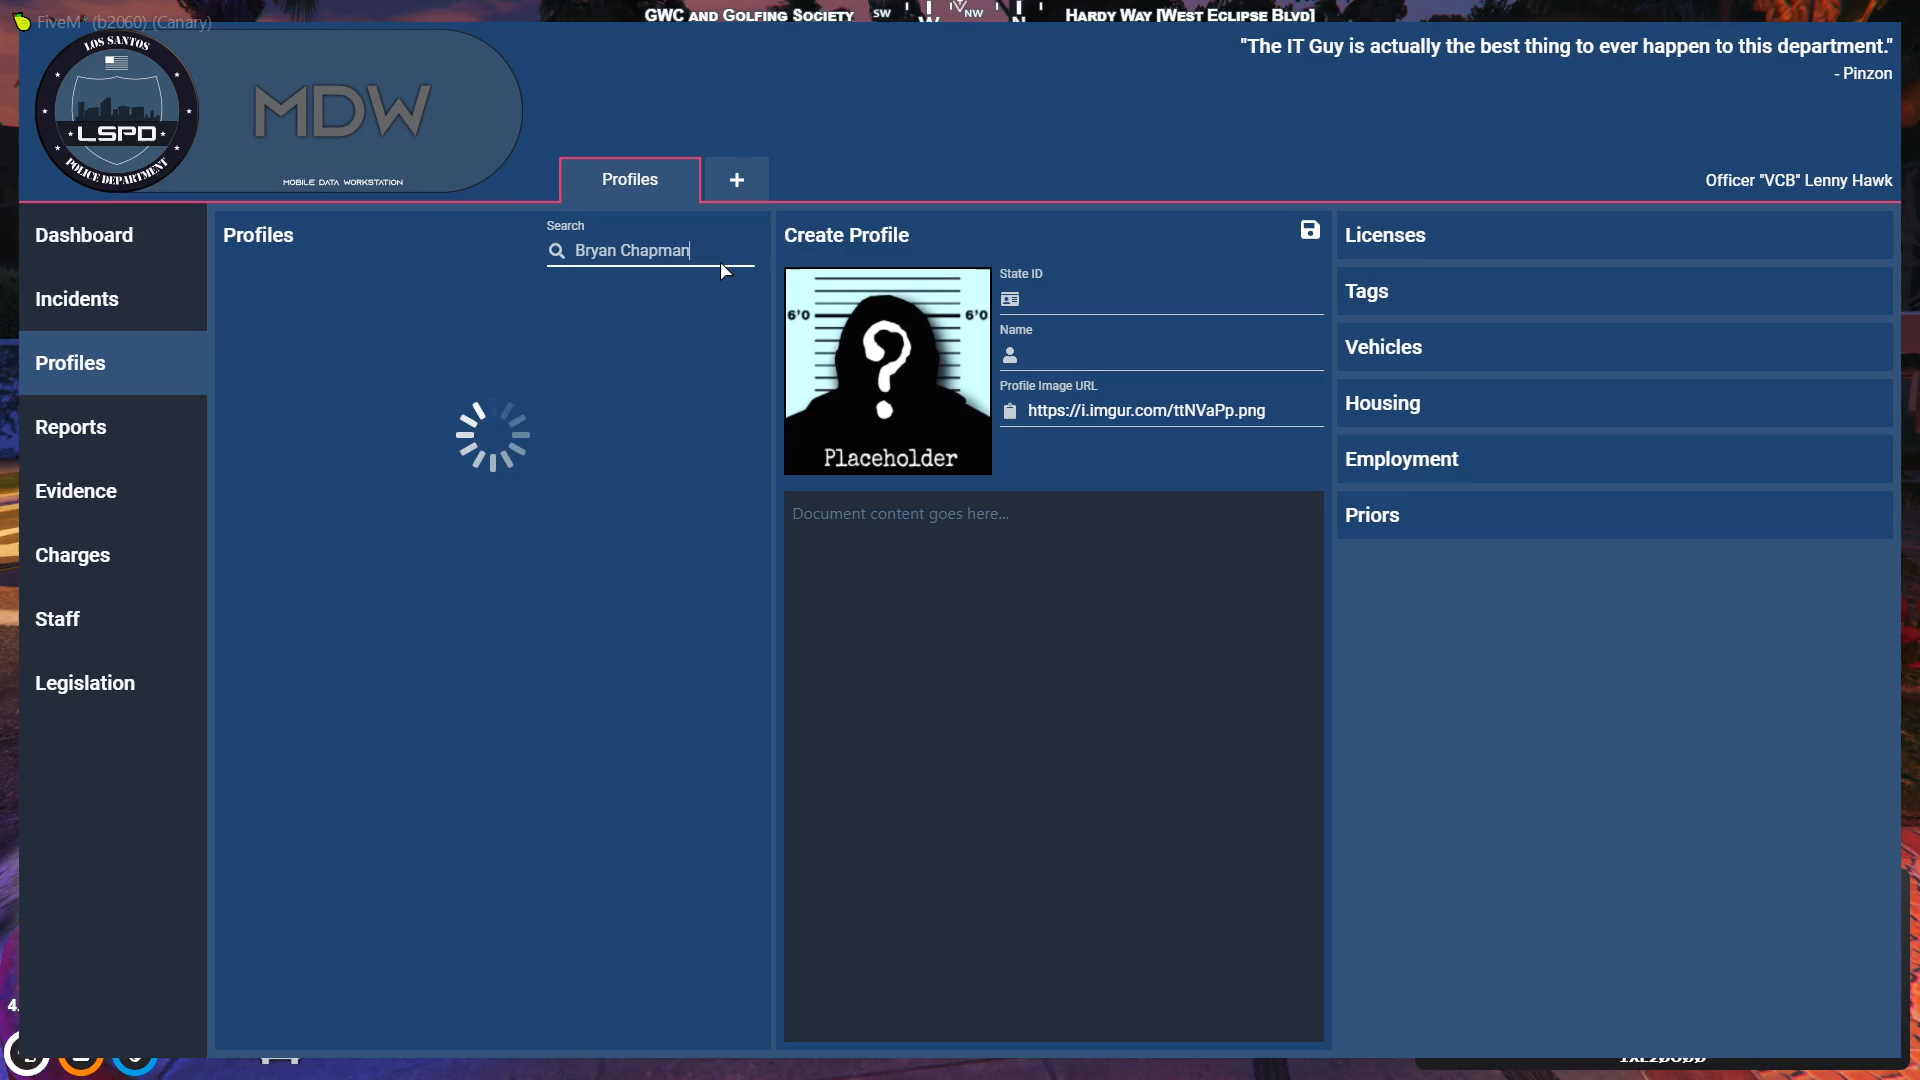 FiveM® (b2060) (Canary)
GWC AND GOLFING SOCIETY
SW
W
NW
N
HARDY WAY [WEST ECLIPSE BLVD]
LOS SANTOS
LSPD
POLICE DEPARTMENT
MDW
MOBILE DATA WORKSTATION
"The IT Guy is actually the best thing to ever happen to this department."
- Pinzon
Profiles
+
Officer "VCB" Lenny Hawk
Dashboard
Incidents
Profiles
Reports
Evidence
Charges
Staff
Legislation
Profiles
Search
Bryan Chapman
Create Profile
6'0 6'0
?
Placeholder
State ID
Name
Profile Image URL
https://i.imgur.com/ttNVaPp.png
Document content goes here...
Licenses
Tags
Vehicles
Housing
Employment
Priors